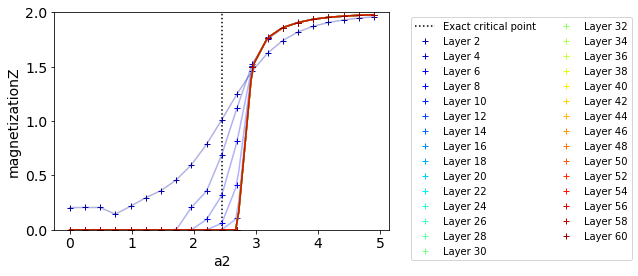 2.0
1.5
1.0
0.5
0.0
magnetizationZ
0
1
2
3
4
5
a2
Exact critical point
Layer 2
Layer 4
Layer 6
Layer 8
Layer 10
Layer 12
Layer 14
Layer 16
Layer 18
Layer 20
Layer 22
Layer 24
Layer 26
Layer 28
Layer 30
Layer 32
Layer 34
Layer 36
Layer 38
Layer 40
Layer 42
Layer 44
Layer 46
Layer 48
Layer 50
Layer 52
Layer 54
Layer 56
Layer 58
Layer 60